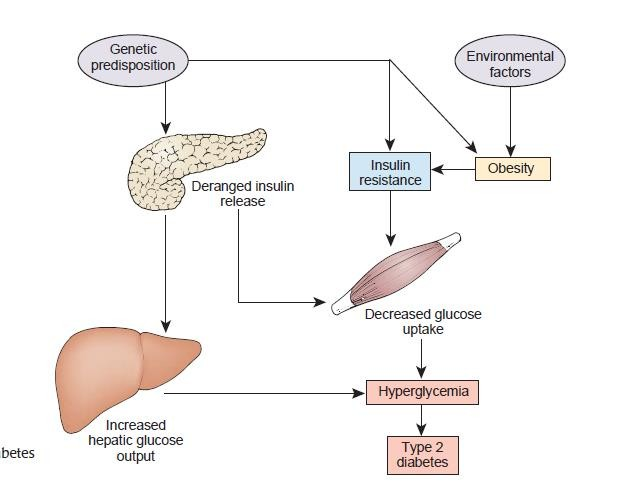 Genetic
predisposition
Environmental
factors
Insulin
resistance
Obesity
Deranged insulin
release
Decreased glucose
uptake
Hyperglycemia
Increased
hepatic glucose
output
Type 2
diabetes
betes